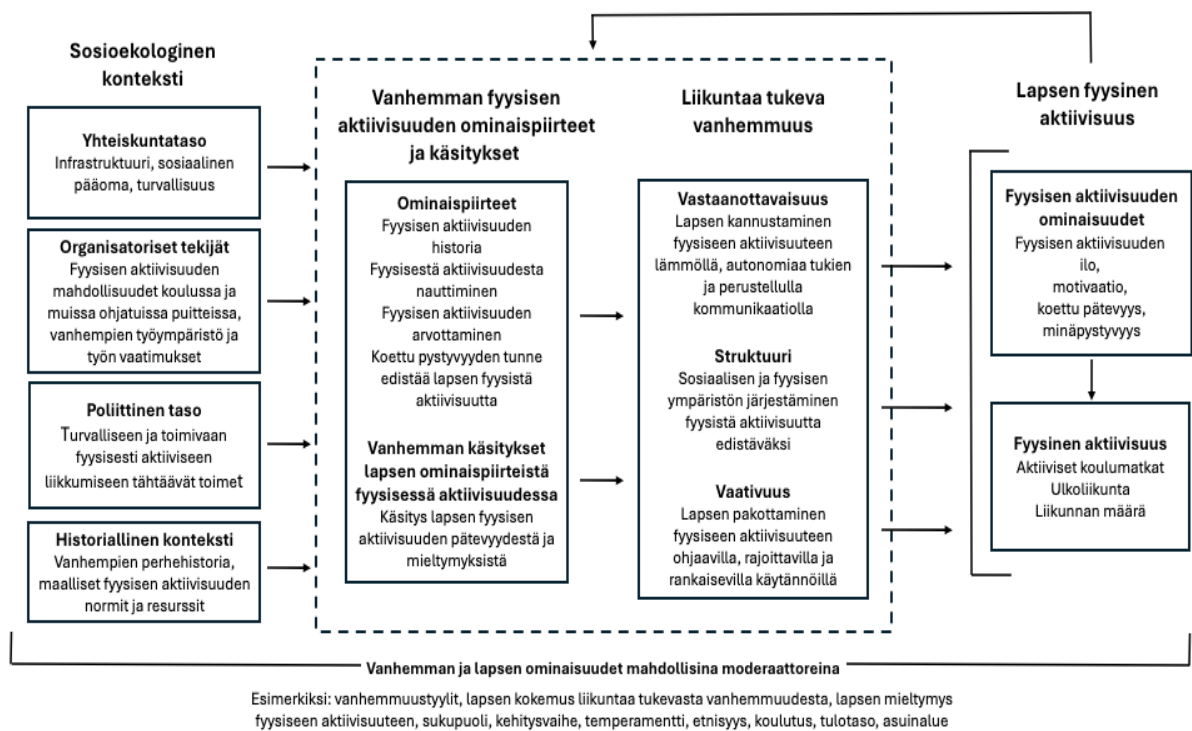 Sosioekologinen
konteksti
Yhteiskuntataso
Infrastruktuuri, sosiaalinen
pääoma, turvallisuus
Organisatoriset tekijät
Fyysisen aktiivisuuden
mahdollisuudet koulussa ja
muissa ohjatuissa puitteissa,
vanhempien työympäristö ja
työn vaatimukset
Poliittinen taso
Turvalliseen ja toimivaan
fyysisesti aktiiviseen
liikkumiseen tähtäävät toimet
Historiallinen konteksti
Vanhempien perhehistoria,
maalliset fyysisen aktiivisuuden
normit ja resurssit
Vanhemman fyysisen
aktiivisuuden ominaispiirteet
ja käsitykset
Ominaispiirteet
Fyysisen aktiivisuuden
historia
Fyysisestä aktiivisuudesta
nauttiminen
Fyysisen aktiivisuuden
arvottaminen
Koettu pystyvyyden tunne
edistää lapsen fyysistä
aktiivisuutta
Vanhemman käsitykset
lapsen ominaispiirteistä
fyysisessä aktiivisuudessa
Käsitys lapsen fyysisen
aktiivisuuden pätevyydestä ja
mieltymyksistä
Liikuntaa tukeva
vanhemmuus
Vastaanottavaisuus
Lapsen kannustaminen
fyysiseen aktiivisuuteen
lämmöllä, autonomiaa tukien
ja perustellulla
kommunikaatiolla
Struktuuri
Sosiaalisen ja fyysisen
ympäristön järjestäminen
fyysistä aktiivisuutta
edistäväksi
Vaativuus
Lapsen pakottaminen
fyysiseen aktiivisuuteen
ohjaavilla, rajoittavilla ja
rankaisevilla käytännöillä
Lapsen fyysinen
aktiivisuus
Fyysisen aktiivisuuden
ominaisuudet
Fyysisen aktiivisuuden
ilo,
motivaatio,
koettu pätevyys,
minäpystyvyys
Fyysinen aktiivisuus
Aktiiviset koulumatkat
Ulkoliikunta
Liikunnan määrä
Vanhemman ja lapsen ominaisuudet mahdollisina moderaattoreina
Esimerkiksi: vanhemmuustyylit, lapsen kokemus liikuntaa tukevasta vanhemmuudesta, lapsen mieltymys
fyysiseen aktiivisuuteen, sukupuoli, kehitysvaihe, temperamentti, etnisyys, koulutus, tulotaso, asuinalue